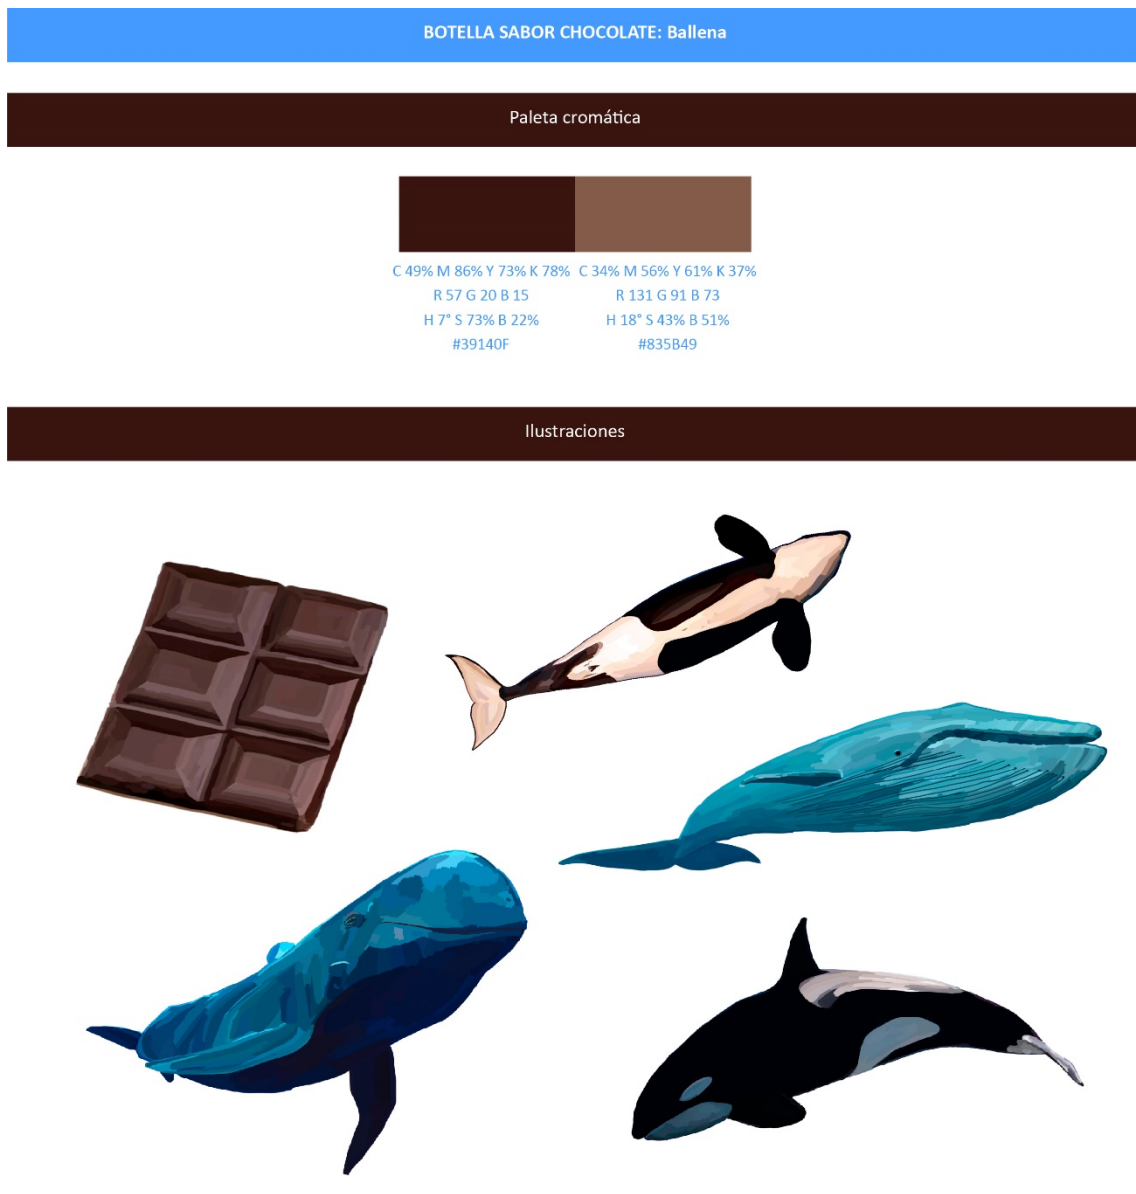 BOTELLA SABOR CHOCOLATE: Ballena
Paleta cromática
C 49% M 86% Y 73% K 78% C 34% M 56% Y 61% K 37%
R 57 G 20 B 15 R 131 G 91 B 73
H 7° S 73% B 22% H 18° S 43% B 51%
#39140F #835B49
Ilustraciones